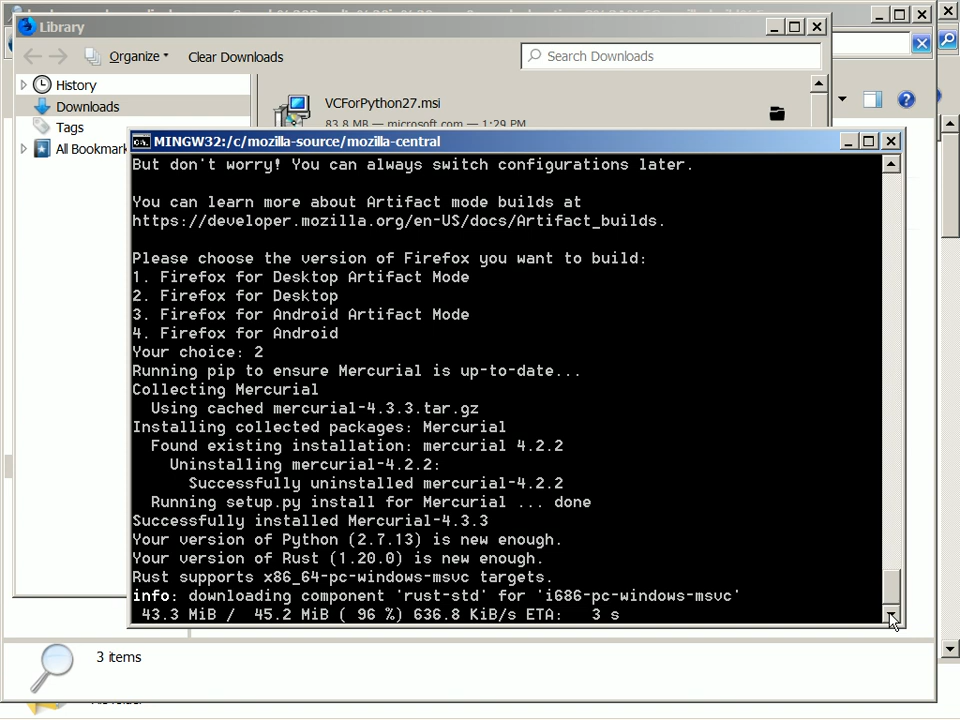 Library
Organize
Clear Downloads
Search Downloads
History
Downloads
Tags
All Bookmark
VCForPython27.msi
83.8 MB — microsoft.com — 1:29 PM
MINGW32:/c/mozilla-source/mozilla-central
But don't worry! You can always switch configurations later.
You can learn more about Artifact mode builds at
https://developer.mozilla.org/en-US/docs/Artifact_builds.
Please choose the version of Firefox you want to build:
1. Firefox for Desktop Artifact Mode
2. Firefox for Desktop
3. Firefox for Android Artifact Mode
4. Firefox for Android
Your choice: 2
Running pip to ensure Mercurial is up-to-date...
Collecting Mercurial
Using cached mercurial-4.3.3.tar.gz
Installing collected packages: Mercurial
Found existing installation: mercurial 4.2.2
Uninstalling mercurial-4.2.2:
Successfully uninstalled mercurial-4.2.2
Running setup.py install for Mercurial ... done
Successfully installed Mercurial-4.3.3
Your version of Python (2.7.13) is new enough.
Your version of Rust (1.20.0) is new enough.
Rust supports x86_64-pc-windows-msvc targets.
info: downloading component 'rust-std' for 'i686-pc-windows-msvc'
43.3 MiB / 45.2 MiB ( 96 %) 636.8 KiB/s ETA: 3 s
3 items